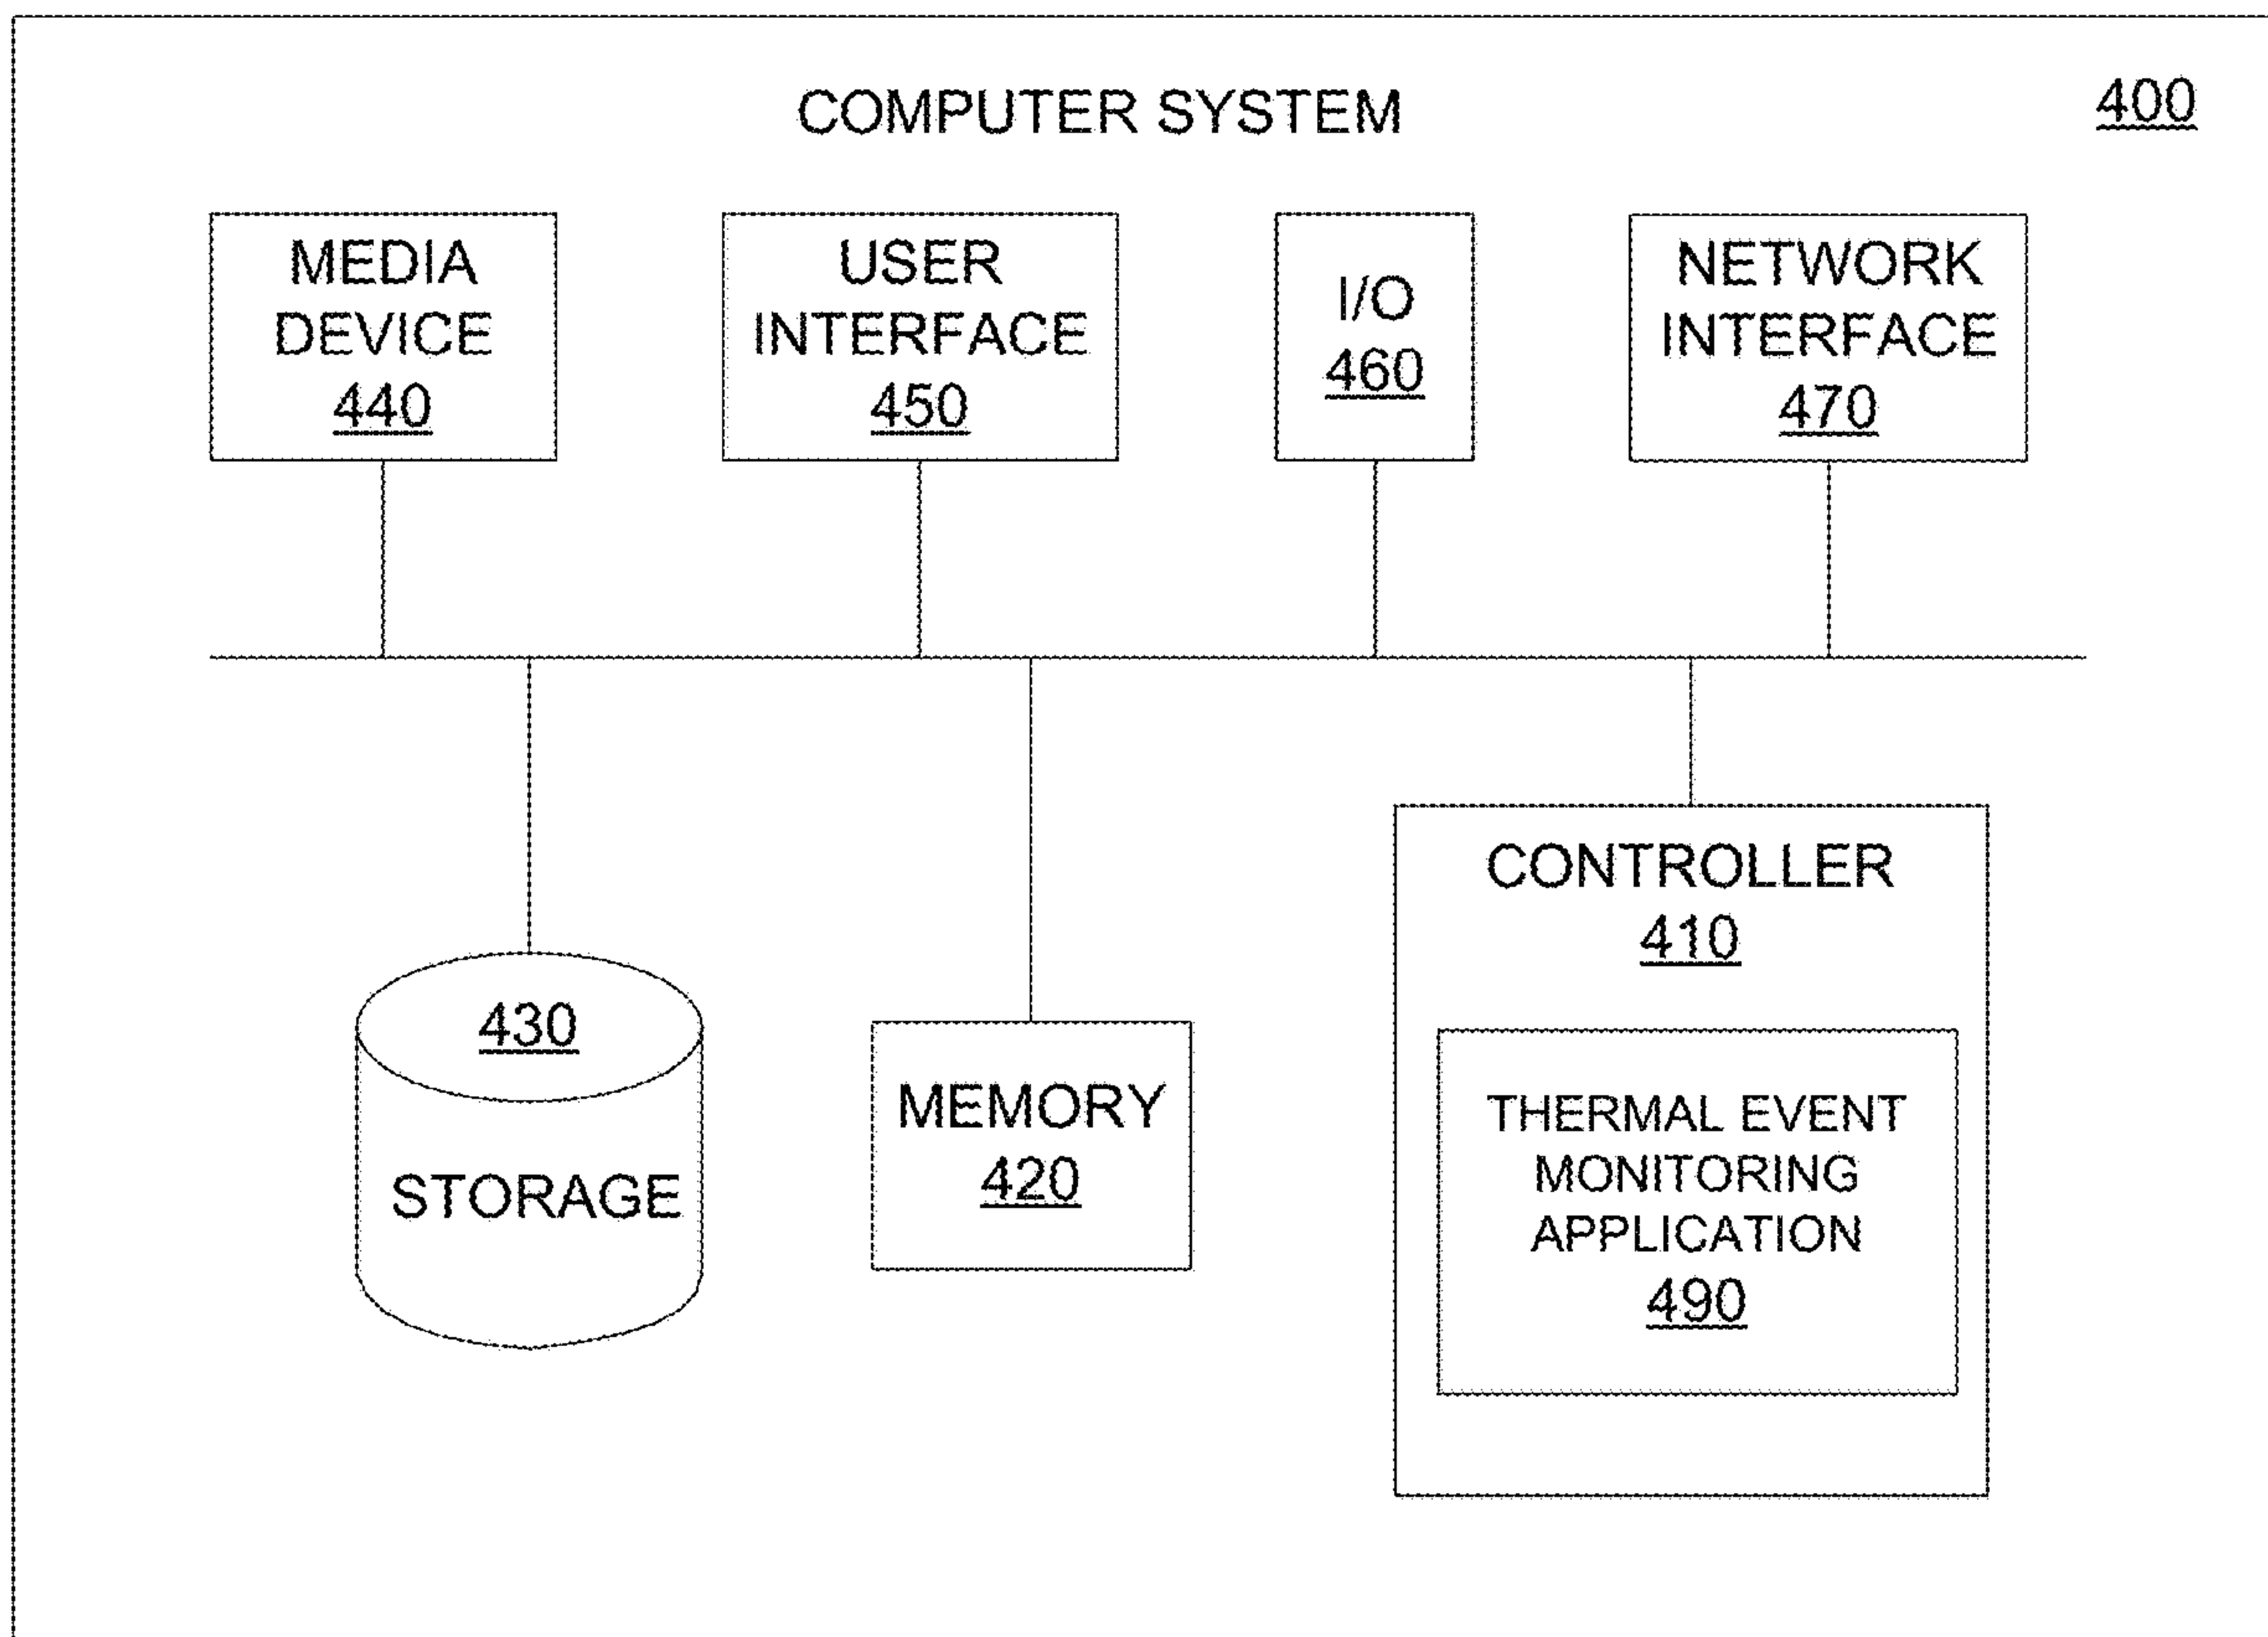 COMPUTER SYSTEM
400
MEDIA
DEVICE
440
USER
INTERFACE
450
I/O
460
NETWORK
INTERFACE
470
430
STORAGE
MEMORY
420
CONTROLLER
410
THERMAL EVENT
MONITORING
APPLICATION
490